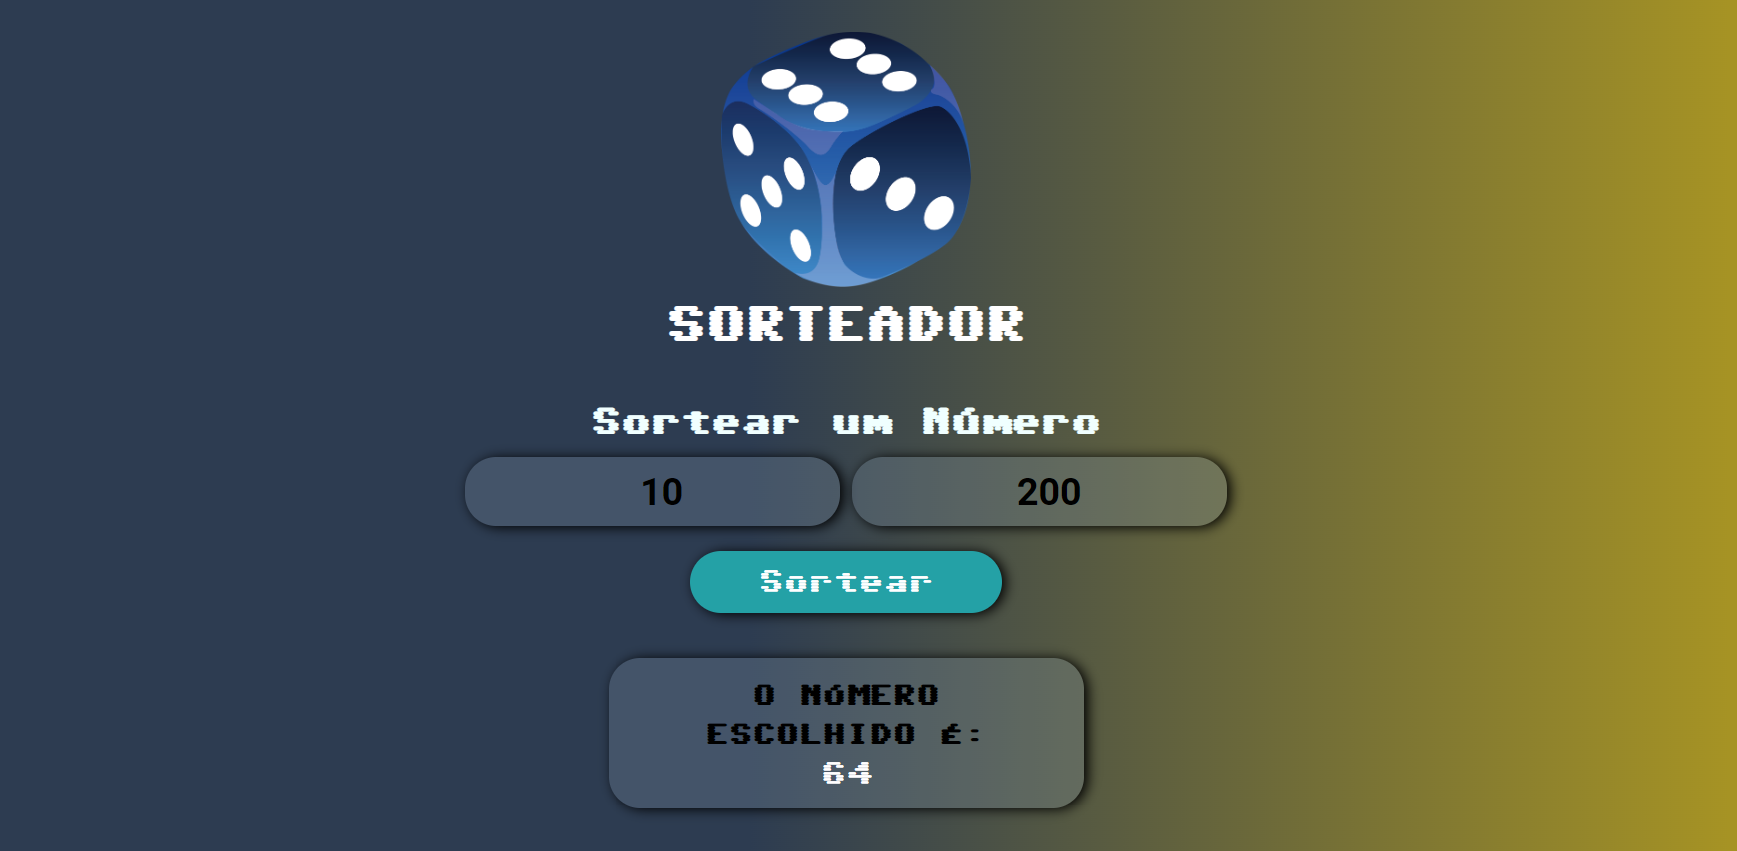 SORTEADOR
Sortear um Número
10
200
Sortear
O NúMERO
ESCOLHIDO é:
64